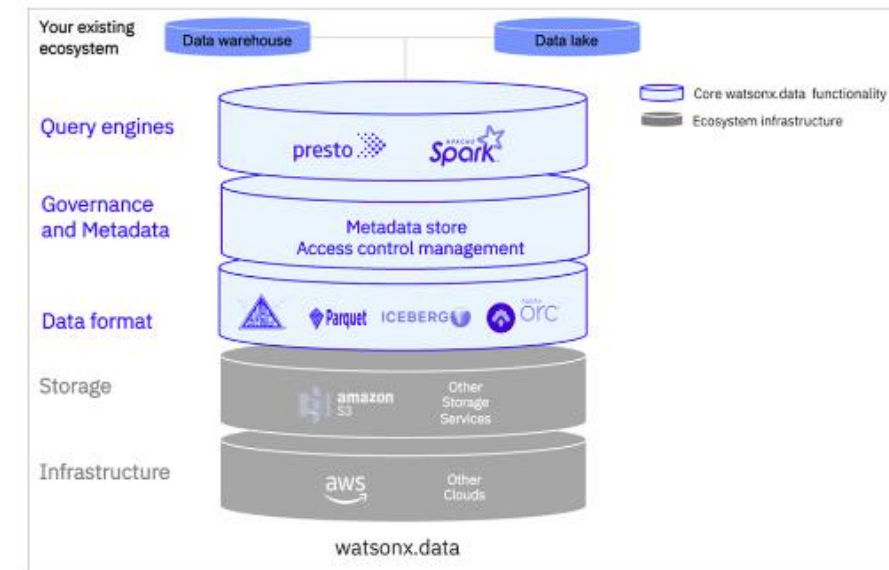 Your existing
ecosystem
Data warehouse
Data lake
Core watsonx.data functionality
Ecosystem infrastructure
Query engines
presto
APACHE
Spark
Governance
and Metadata
Metadata store
Access control management
Data format
Parquet
ICEBERG
orc
Storage
amazon
S3
Other
Storage
Services
Infrastructure
aws
Other
Clouds
watsonx.data